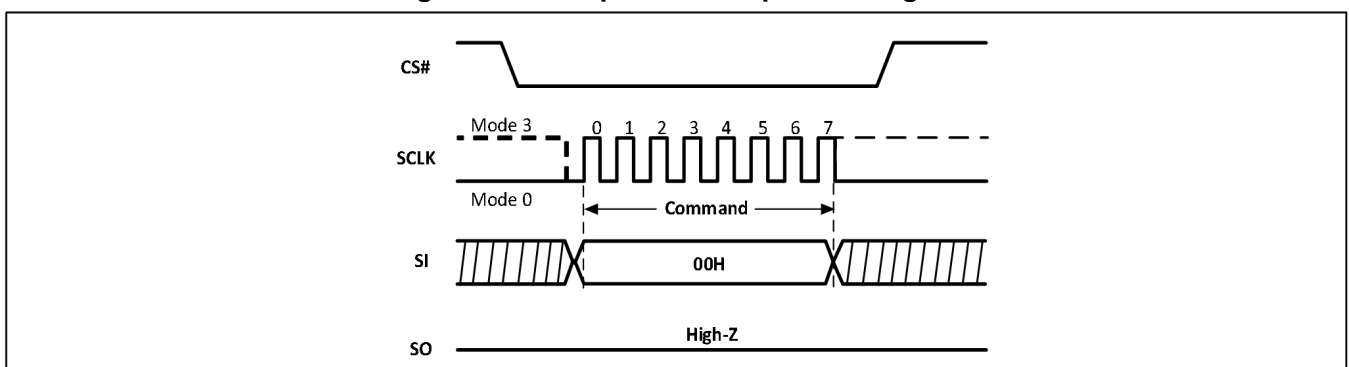 CS#
Mode 3
0 1 2 3 4 5 6 7
SCLK
Mode 0
Command
SI
00H
High-Z
SO